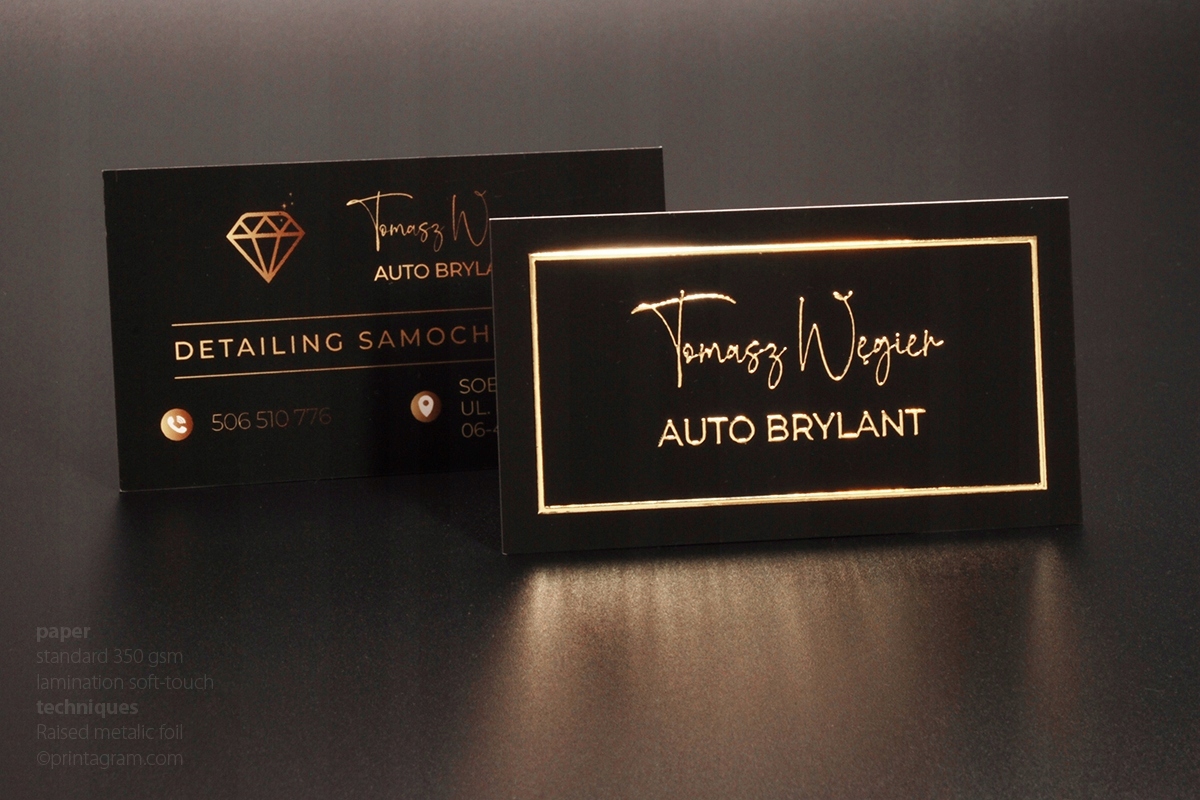 Tomasz W
AUTO BRYLA
DETAILING SAMOCH
506 510 776
SOB
UL.
06-4
Tomasz Węgier
AUTO BRYLANT
paper
standard 350 gsm
lamination soft-touch
techniques
Raised metalic foil
©printagram.com